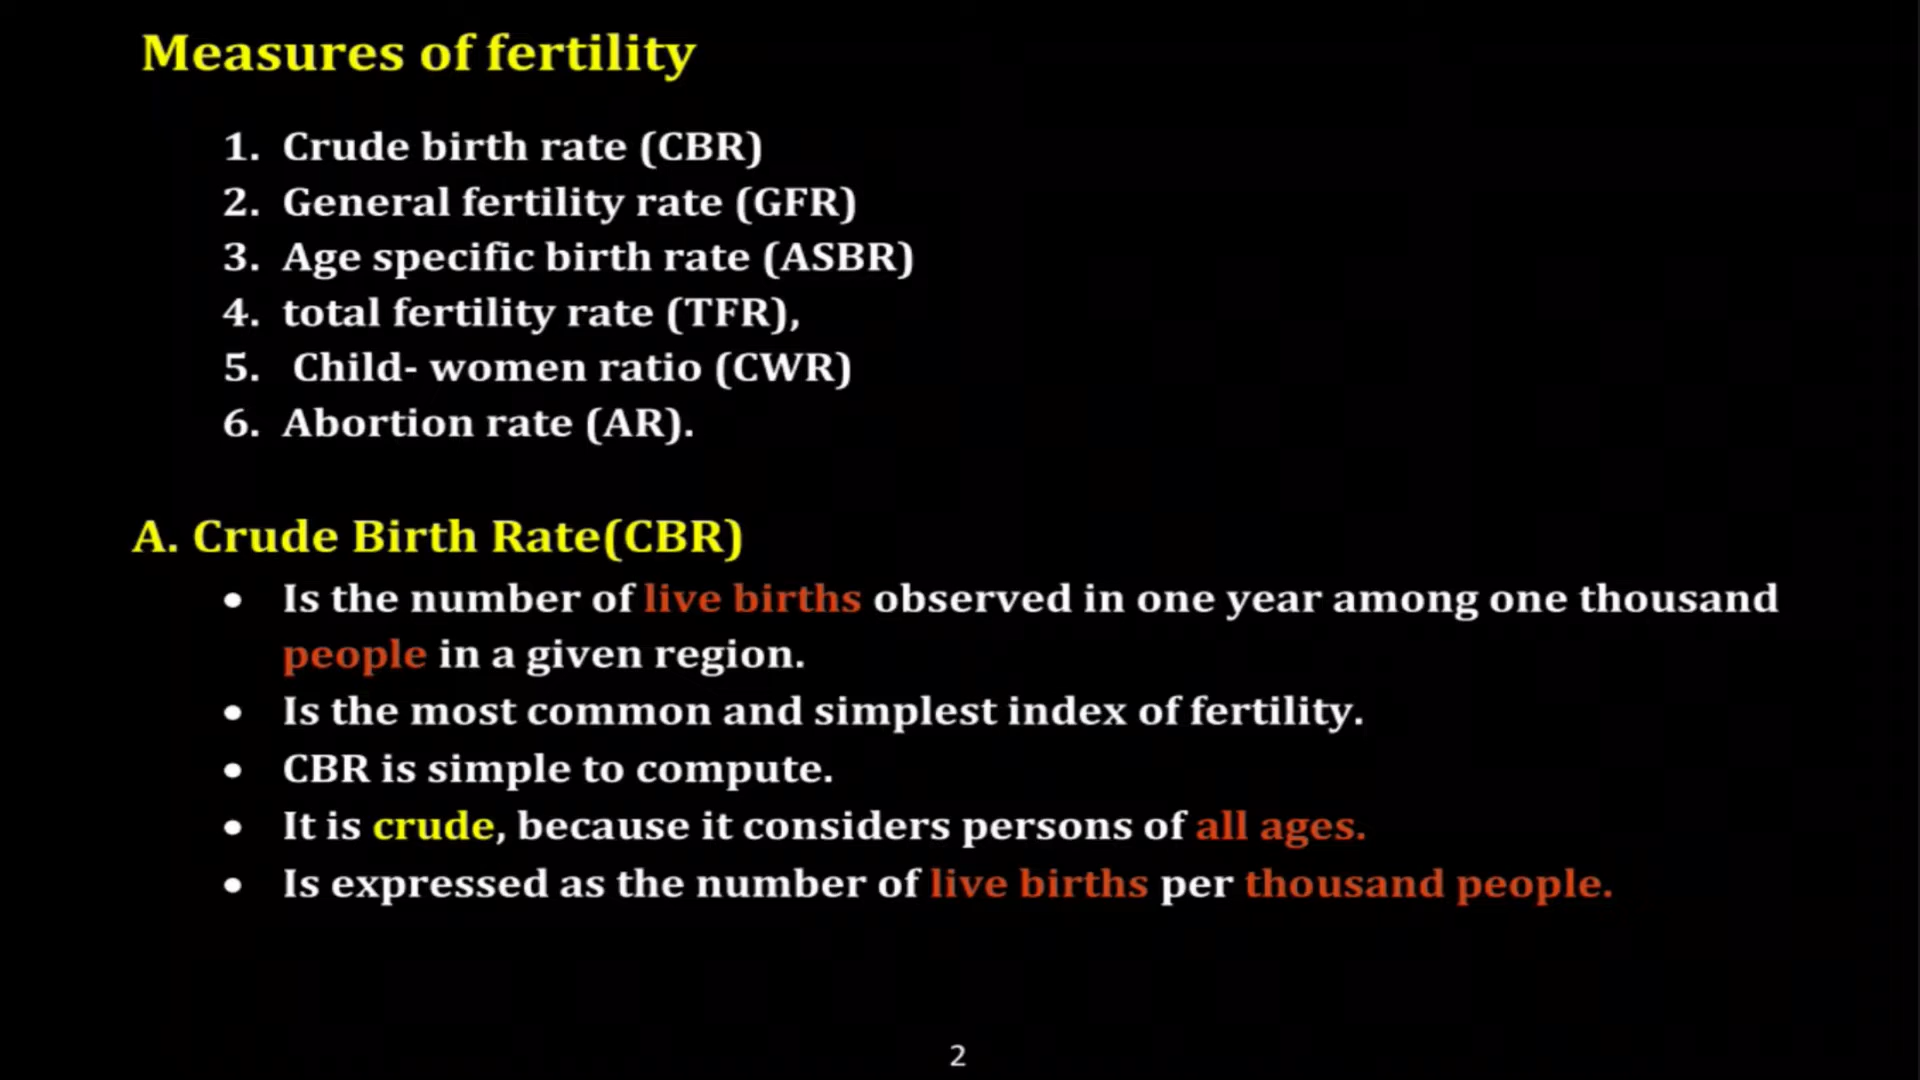 Measures of fertility
1. Crude birth rate (CBR)
2. General fertility rate (GFR)
3. Age specific birth rate (ASBR)
4. total fertility rate (TFR),
5. Child- women ratio (CWR)
6. Abortion rate (AR).
A. Crude Birth Rate(CBR)
• Is the number of live births observed in one year among one thousand
people in a given region.
• Is the most common and simplest index of fertility.
• CBR is simple to compute.
• It is crude, because it considers persons of all ages.
• Is expressed as the number of live births per thousand people.
2